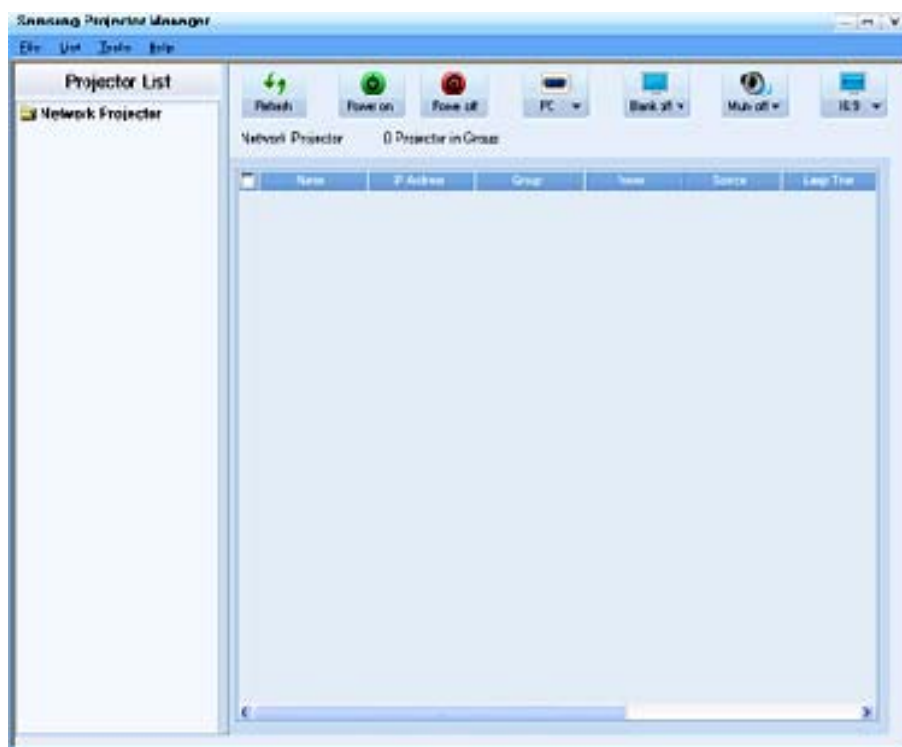 Samsung Projector Manager
File List Tools Help
Projector List
Network Projector
Refresh Power on Power off PC Blank off Mute off 16:9
Network Projector 0 Projector in Group
Name IP Address Group Power Source Lamp Time